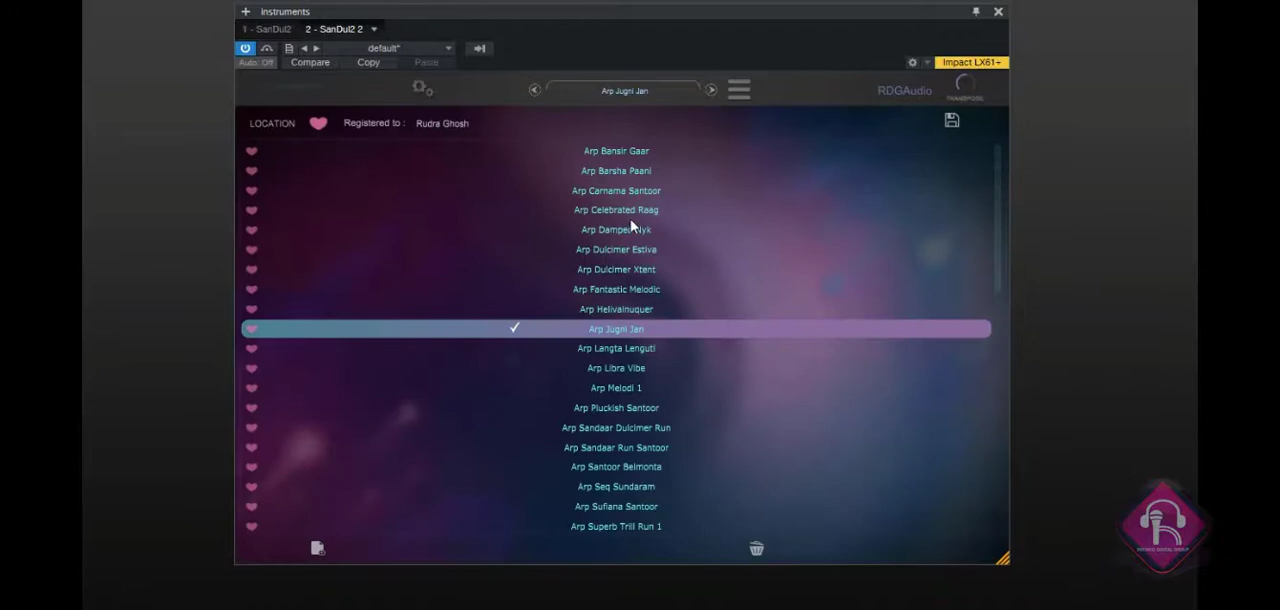 Instruments
1 - SanDul2 2 - SanDul2 2
default*
Auto: Off Compare Copy Paste Impact LX61+
Arp Jugni Jan RDGAudio TRANSPOSE
LOCATION Registered to : Rudra Ghosh
Arp Bansir Gaar
Arp Barsha Paani
Arp Carnama Santoor
Arp Celebrated Raag
Arp Dulcimer Estiva
Arp Dulcimer Xtent
Arp Fantastic Melodic
Arp Helivalnuquer
Arp Jugni Jan
Arp Langta Lenguti
Arp Libra Vibe
Arp Melodi 1
Arp Pluckish Santoor
Arp Sandaar Dulcimer Run
Arp Sandaar Run Santoor
Arp Santoor Belmonta
Arp Seq Sundaram
Arp Sufiana Santoor
Arp Superb Trill Run 1